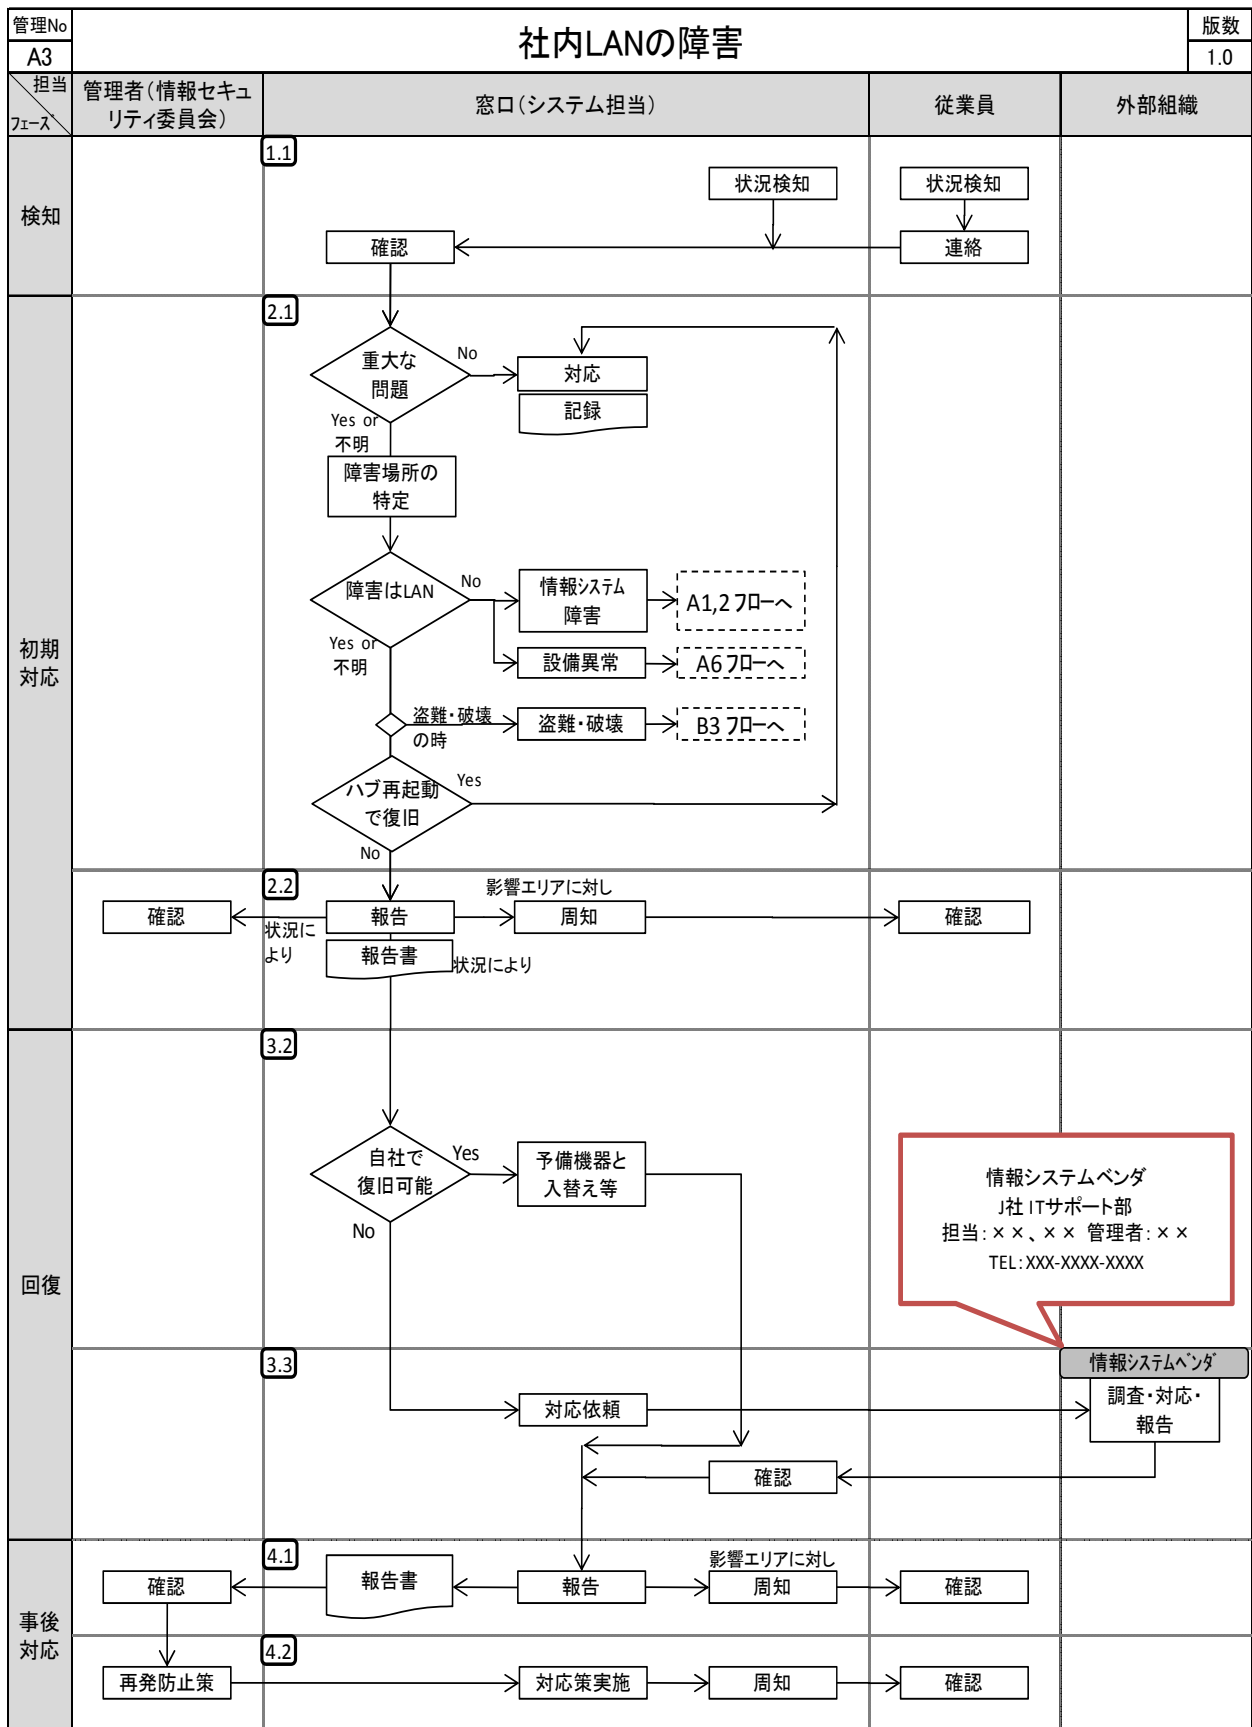 管理No
A3
社内LANの障害
版数
1.0
担当
フェーズ
管理者（情報セキュ
リティ委員会）
窓口（システム担当）
従業員
外部組織
検知
1.1
状況検知
状況検知
確認
連絡
初期
対応
2.1
重大な
問題
No
対応
記録
Yes or
不明
障害場所の
特定
障害はLAN
No
情報システム
障害
A1,2 フローへ
Yes or
不明
設備異常
A6 フローへ
盗難・破壊
の時
盗難・破壊
B3 フローへ
ハブ再起動
で復旧
Yes
No
2.2
影響エリアに対し
確認
報告
周知
確認
状況に
より
報告書
状況により
回復
3.2
自社で
復旧可能
Yes
予備機器と
入替え等
No
情報システムベンダ
J社 ITサポート部
担当：××、×× 管理者：××
TEL：XXX-XXXX-XXXX
3.3
情報システムベンダ
対応依頼
調査・対応・
報告
確認
事後
対応
4.1
影響エリアに対し
確認
報告書
報告
周知
確認
4.2
再発防止策
対応策実施
周知
確認